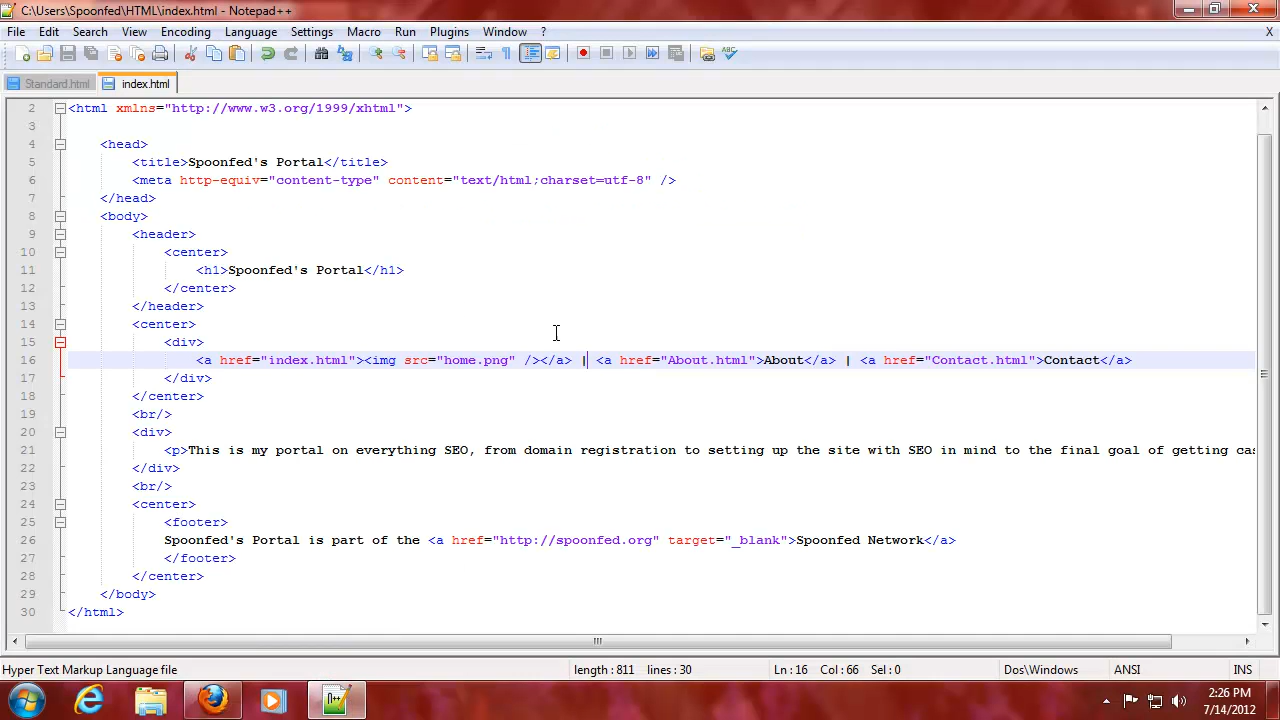 C:\Users\Spoonfed\HTML\index.html - Notepad++
File Edit Search View Encoding Language Settings Macro Run Plugins Window ? X
Standard.html index.html
2 <html xmlns="http://www.w3.org/1999/xhtml">
3
4 <head>
5 <title>Spoonfed's Portal</title>
6 <meta http-equiv="content-type" content="text/html;charset=utf-8" />
7 </head>
8 <body>
9 <header>
10 <center>
11 <h1>Spoonfed's Portal</h1>
12 </center>
13 </header>
14 <center>
15 <div>
16 <a href="index.html"><img src="home.png" /></a> | <a href="About.html">About</a> | <a href="Contact.html">Contact</a>
17 </div>
18 </center>
19 <br/>
20 <div>
21 <p>This is my portal on everything SEO, from domain registration to setting up the site with SEO in mind to the final goal of getting cas
22 </div>
23 <br/>
24 <center>
25 <footer>
26 Spoonfed's Portal is part of the <a href="http://spoonfed.org" target="_blank">Spoonfed Network</a>
27 </footer>
28 </center>
29 </body>
30 </html>
Hyper Text Markup Language file length : 811 lines : 30 Ln : 16 Col : 66 Sel : 0 Dos\Windows ANSI INS
2:26 PM
7/14/2012